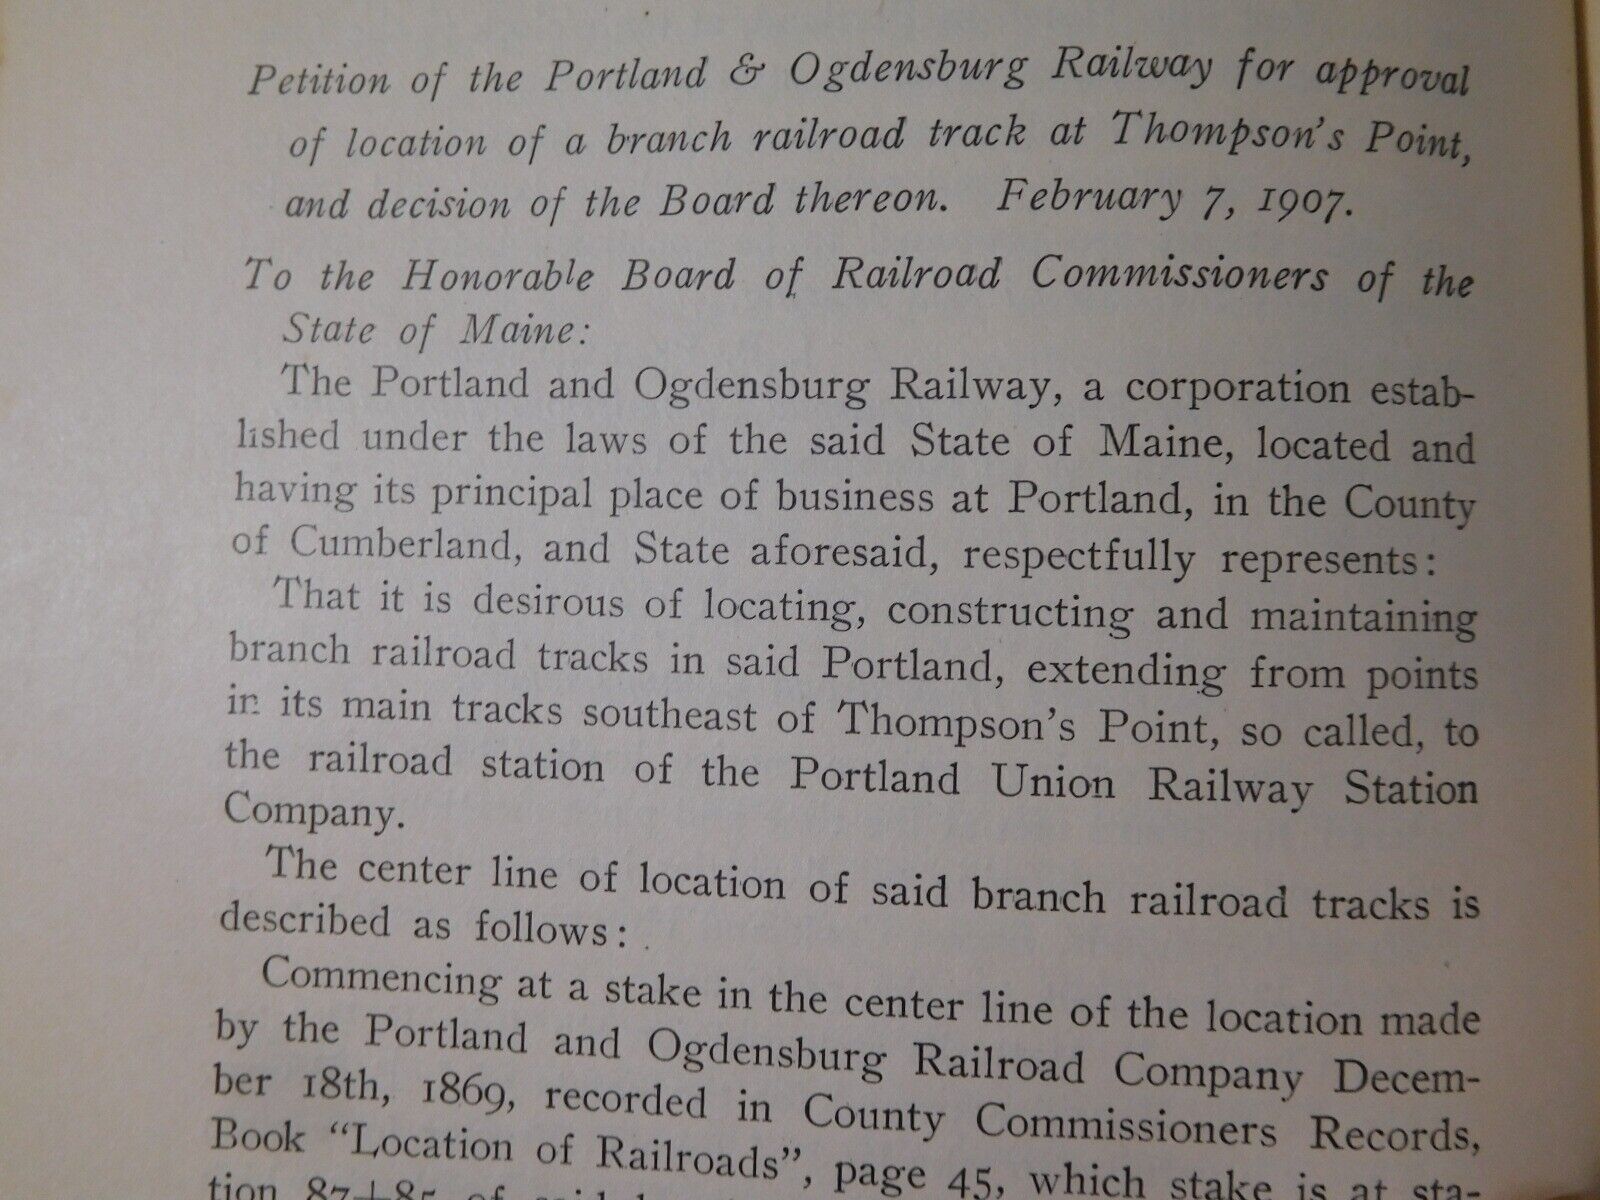 Petition of the Portland & Ogdensburg Railway for approval
of location of a branch railroad track at Thompson's Point,
and decision of the Board thereon. February 7, 1907.
To the Honorable Board of Railroad Commissioners of the
State of Maine:
The Portland and Ogdensburg Railway, a corporation estab-
lished under the laws of the said State of Maine, located and
having its principal place of business at Portland, in the County
of Cumberland, and State aforesaid, respectfully represents:
That it is desirous of locating, constructing and maintaining
branch railroad tracks in said Portland, extending from points
in its main tracks southeast of Thompson's Point, so called, to
the railroad station of the Portland Union Railway Station
Company.
The center line of location of said branch railroad tracks is
described as follows:
Commencing at a stake in the center line of the location made
by the Portland and Ogdensburg Railroad Company Decem-
ber 18th, 1869, recorded in County Commissioners Records,
Book "Location of Railroads", page 45, which stake is at sta-
tion 87+85 of said